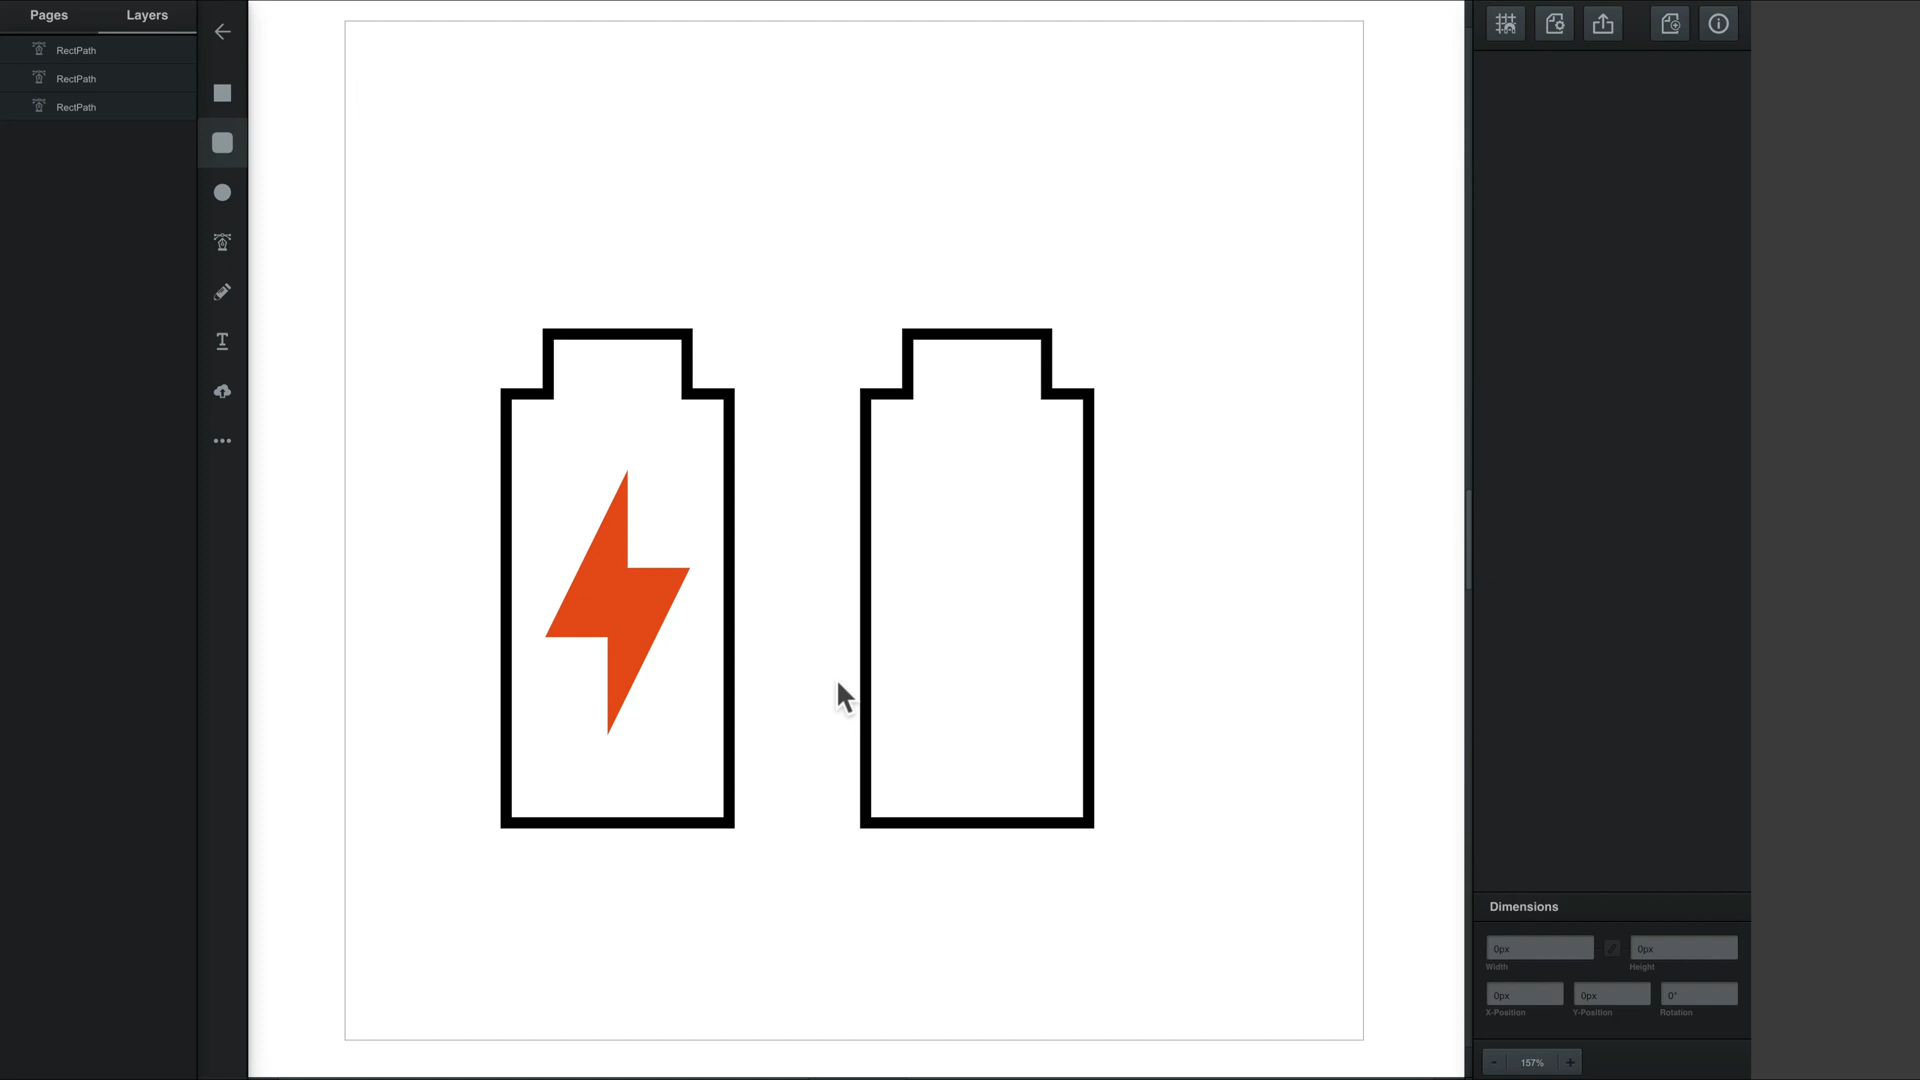 Pages Layers
RectPath
RectPath
RectPath
T
Dimensions
0px 0px
Width Height
0px 0px 0°
X-Position Y-Position Rotation
- 157% +